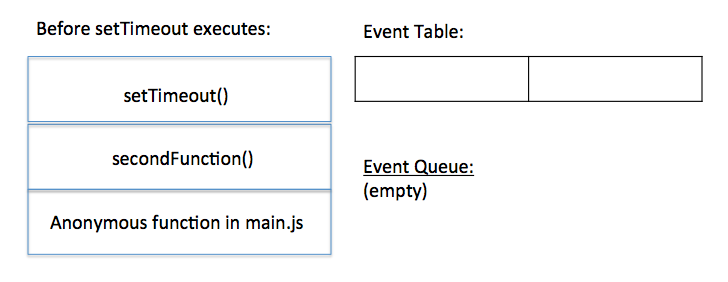 Before setTimeout executes:
setTimeout()
secondFunction()
Anonymous function in main.js
Event Table:
Event Queue:
(empty)